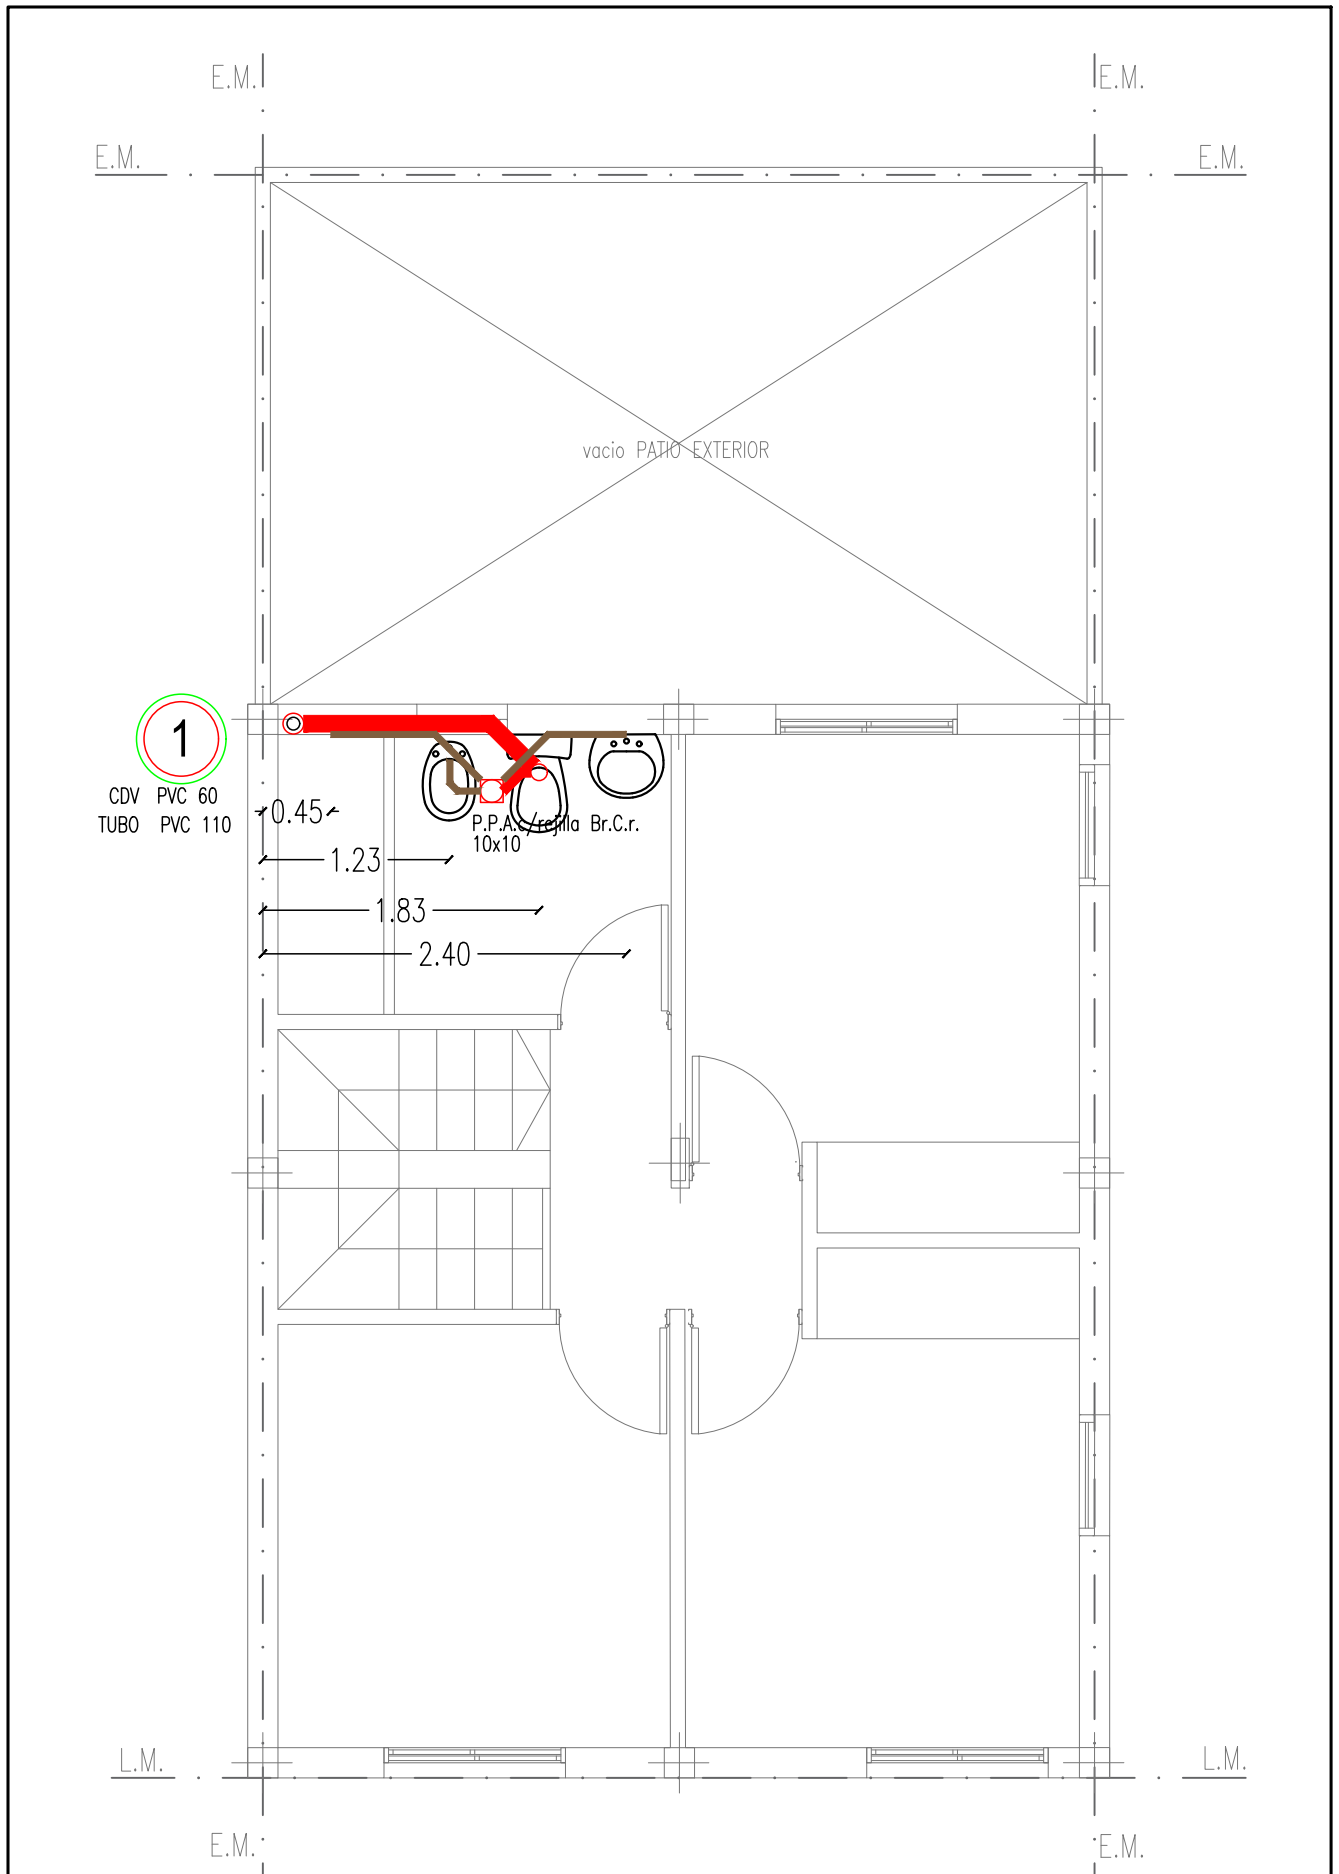 E.M.
E.M.
E.M.
E.M.
vacio PATIO EXTERIOR
1
CDV PVC 60
TUBO PVC 110
0.45
P.P.A.c/rejilla Br.C.r.
10x10
1.23
1.83
2.40
L.M.
L.M.
E.M.
E.M.